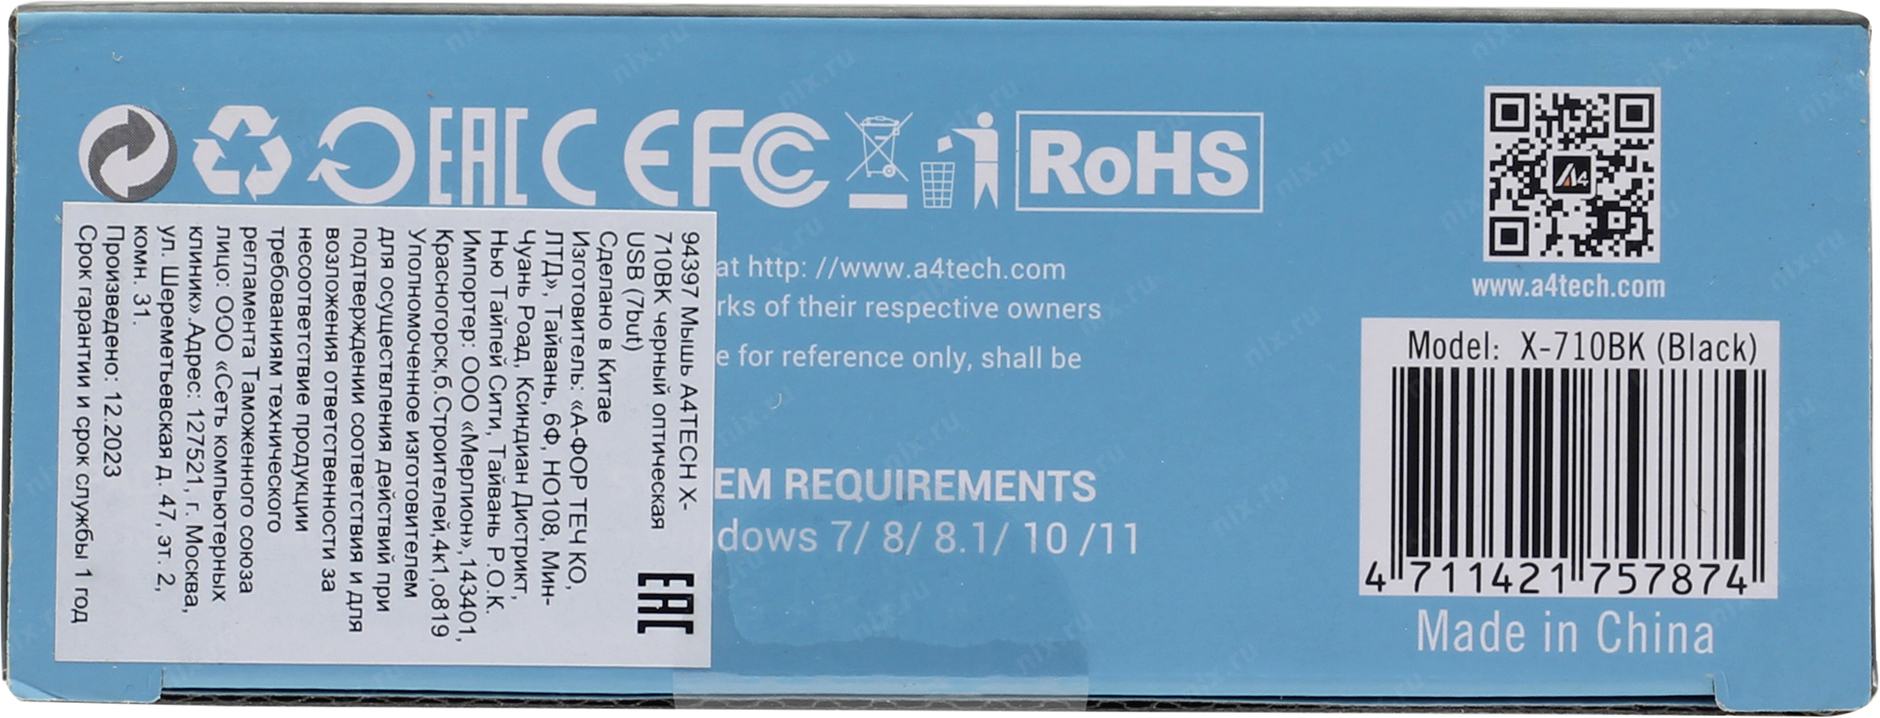 EAC CE FC RoHS
at http: //www.a4tech.com
rks of their respective owners
e for reference only, shall be
EM REQUIREMENTS
dows 7/ 8/ 8.1/ 10 /11
A4
www.a4tech.com
Model: X-710BK (Black)
4 711421 757874
Made in China
94397 Мышь A4TECH X-
710BK черный оптическая
USB (7but)
Сделано в Китае
Изготовитель: «А-ФОР ТЕЧ КО,
ЛТД», Тайвань, 6Ф, НО108, Мин-
Чуань Роад, Ксиндиан Дистрикт,
Нью Тайпей Сити, Тайвань Р.О.К.
Импортер: ООО «Мерлион»,143401,
Красногорск,б.Строителей,4к1,о819
Уполномоченное изготовителем
для осуществления действий при
подтверждении соответствия и для
возложения ответственности за
несоответствие продукции
требованиям технического
регламента Таможенного союза
лицо: ООО «Сеть компьютерных
клиник» Адрес: 127521, г. Москва,
ул. Шереметьевская д. 47, эт. 2,
комн. 31.
Произведено: 12.2023
Срок гарантии и срок службы 1 год
EAC
nix.ru